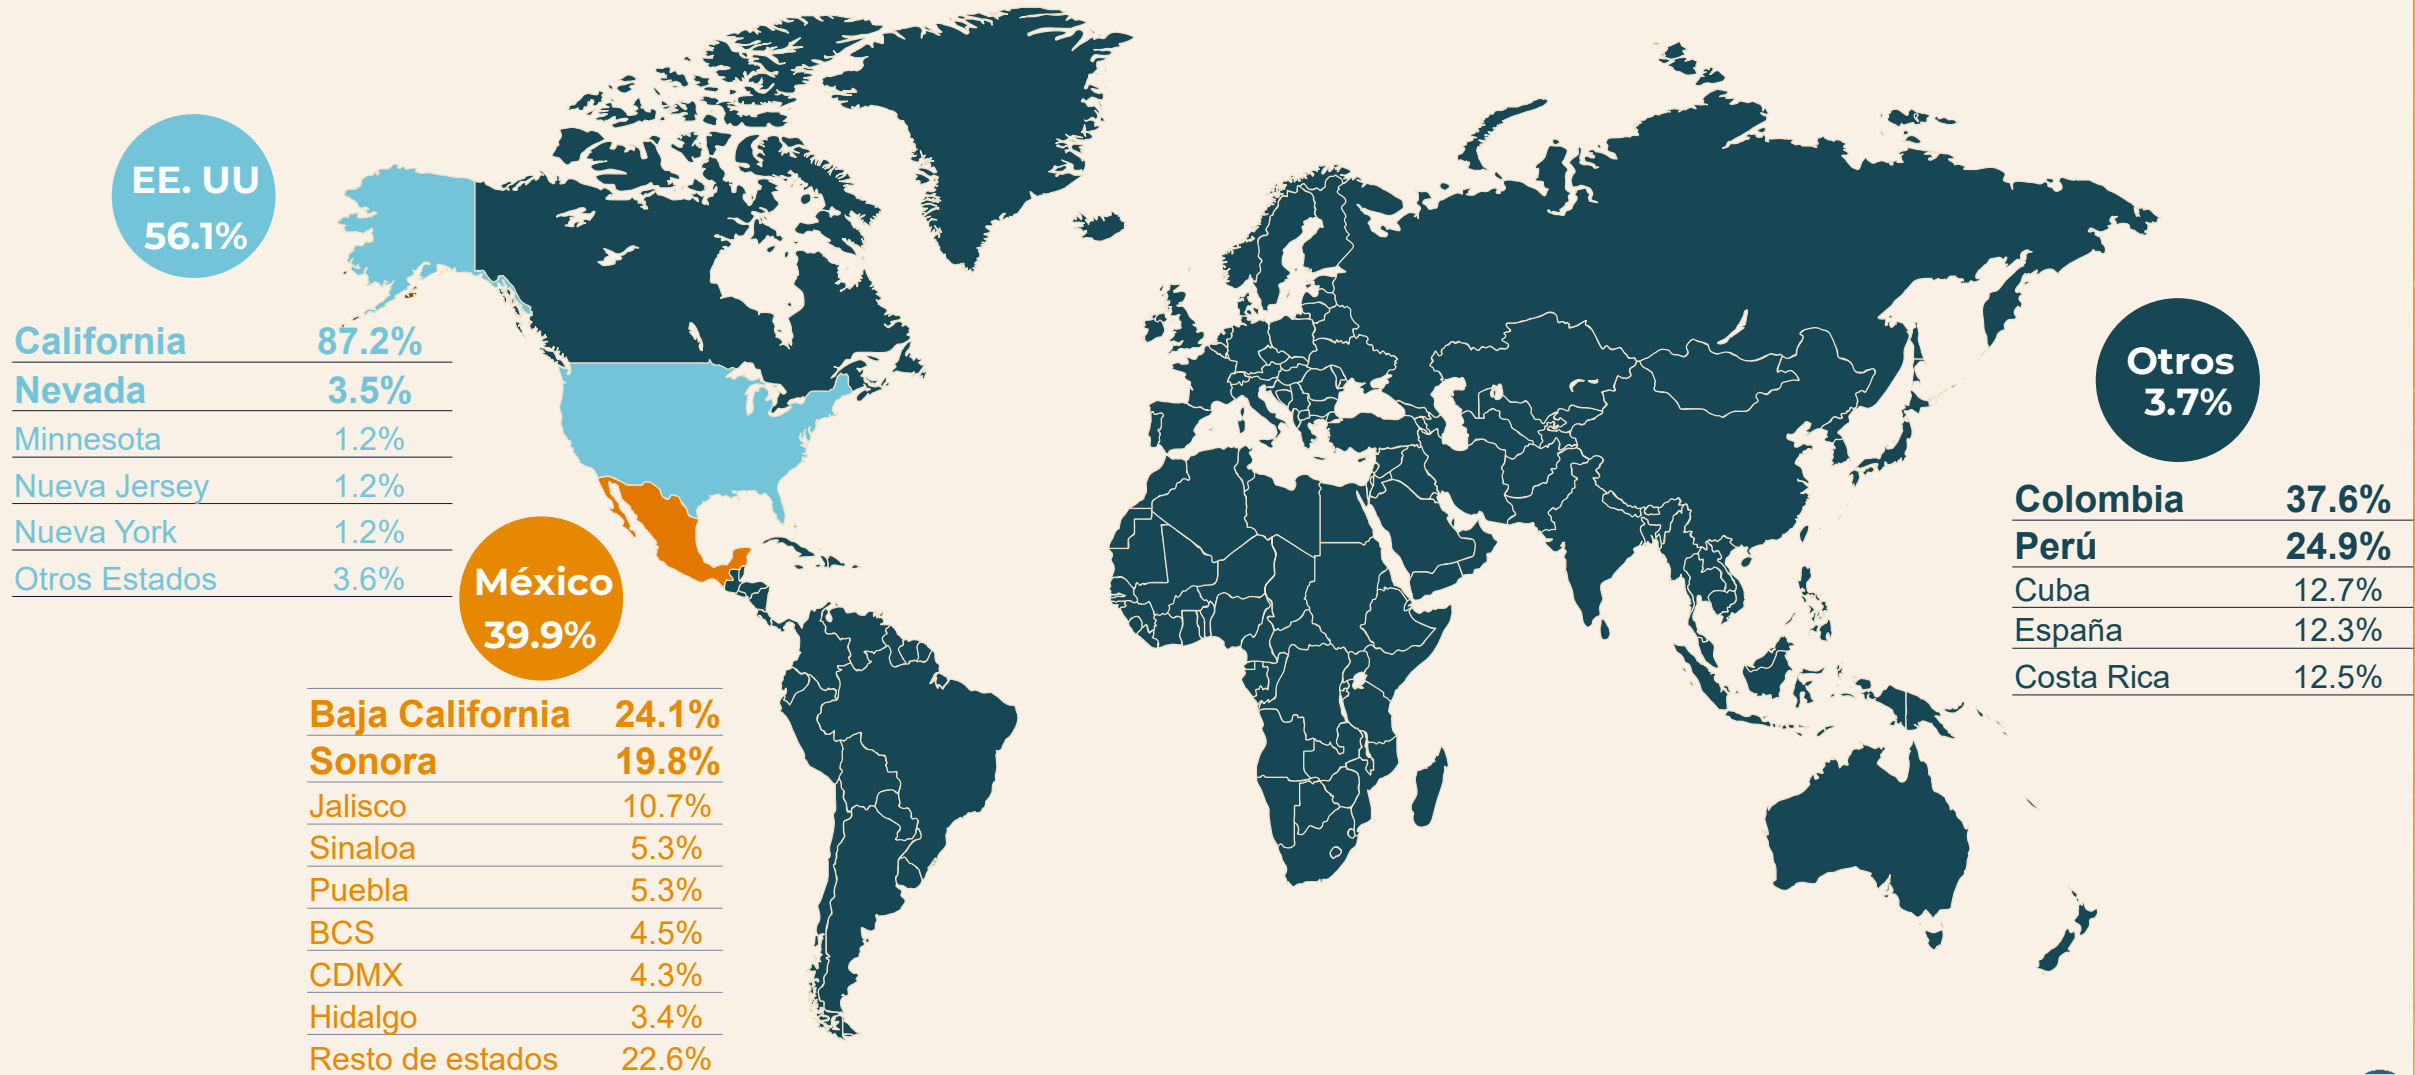 EE. UU
56.1%
California 87.2%
Nevada 3.5%
Minnesota 1.2%
Nueva Jersey 1.2%
Nueva York 1.2%
Otros Estados 3.6%
México
39.9%
Baja California 24.1%
Sonora 19.8%
Jalisco 10.7%
Sinaloa 5.3%
Puebla 5.3%
BCS 4.5%
CDMX 4.3%
Hidalgo 3.4%
Resto de estados 22.6%
Otros
3.7%
Colombia 37.6%
Perú 24.9%
Cuba 12.7%
España 12.3%
Costa Rica 12.5%